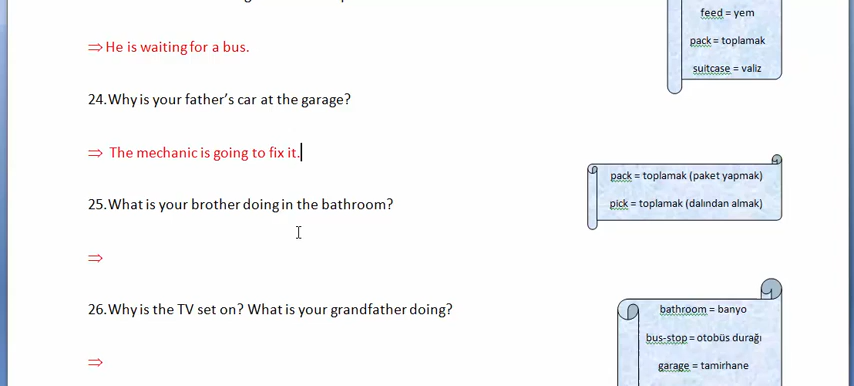 feed = yem
⇒ He is waiting for a bus.
pack = toplamak
suitcase = valiz
24.Why is your father’s car at the garage?
⇒ The mechanic is going to fix it.
pack = toplamak (paket yapmak)
25.What is your brother doing in the bathroom?
pick = toplamak (dalından almak)
⇒
26.Why is the TV set on? What is your grandfather doing?
bathroom = banyo
bus-stop = otobüs durağı
⇒
garage = tamirhane